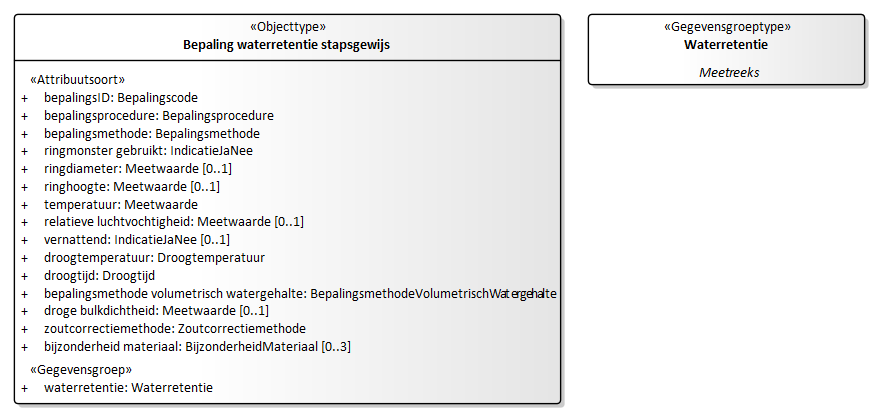 «Objecttype»
Bepaling waterretentie stapsgewijs
«Attribuutsoort»
+ bepalingsID: Bepalingscode
+ bepalingsprocedure: Bepalingsprocedure
+ bepalingsmethode: Bepalingsmethode
+ ringmonster gebruikt: IndicatieJaNee
+ ringdiameter: Meetwaarde [0..1]
+ ringhoogte: Meetwaarde [0..1]
+ temperatuur: Meetwaarde
+ relatieve luchtvochtigheid: Meetwaarde [0..1]
+ vernattend: IndicatieJaNee [0..1]
+ droogtemperatuur: Droogtemperatuur
+ droogtijd: Droogtijd
+ bepalingsmethode volumetrisch watergehalte: BepalingsmethodeVolumetrischWatergehalte
+ droge bulkdichtheid: Meetwaarde [0..1]
+ zoutcorrectiemethode: Zoutcorrectiemethode
+ bijzonderheid materiaal: BijzonderheidMateriaal [0..3]
«Gegevensgroep»
+ waterretentie: Waterretentie
«Gegevensgroeptype»
Waterretentie
Meetreeks